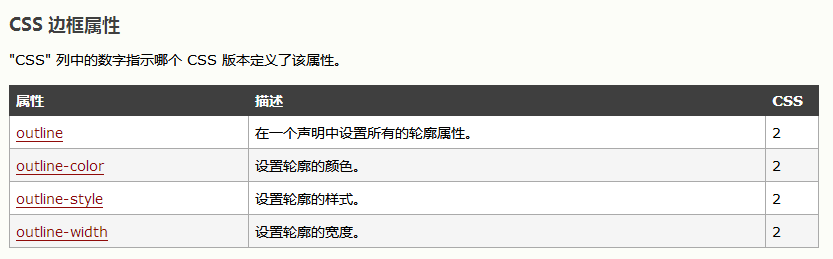 CSS 边框属性
"CSS" 列中的数字指示哪个 CSS 版本定义了该属性。
属性 描述 CSS
outline 在一个声明中设置所有的轮廓属性。 2
outline-color 设置轮廓的颜色。 2
outline-style 设置轮廓的样式。 2
outline-width 设置轮廓的宽度。 2